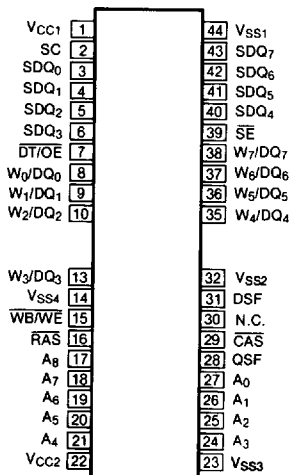 VCC1 1
SC 2
SDQ0 3
SDQ1 4
SDQ2 5
SDQ3 6
DT/OE 7
W0/DQ0 8
W1/DQ1 9
W2/DQ2 10
W3/DQ3 13
VSS4 14
WB/WE 15
RAS 16
A8 17
A7 18
A6 19
A5 20
A4 21
VCC2 22
44 VSS1
43 SDQ7
42 SDQ6
41 SDQ5
40 SDQ4
39 SE
38 W7/DQ7
37 W6/DQ6
36 W5/DQ5
35 W4/DQ4
32 VSS2
31 DSF
30 N.C.
29 CAS
28 QSF
27 A0
26 A1
25 A2
24 A3
23 VSS3